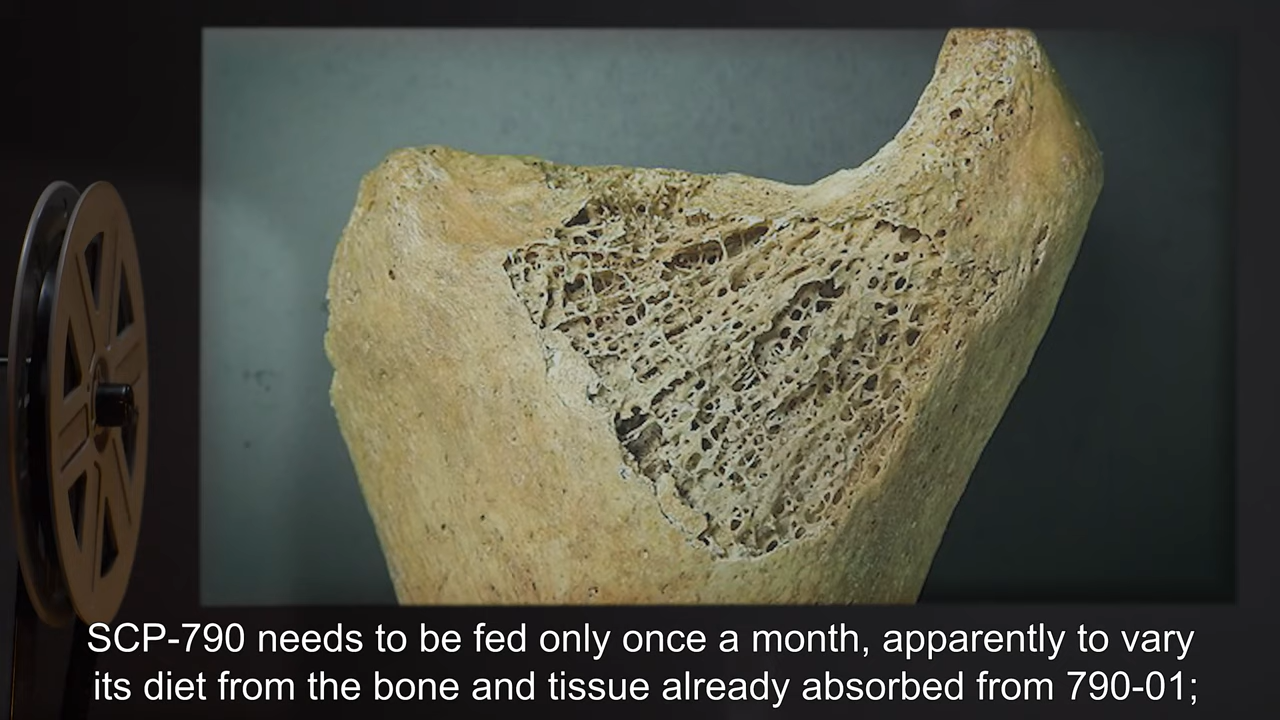 SCP-790 needs to be fed only once a month, apparently to vary
its diet from the bone and tissue already absorbed from 790-01;